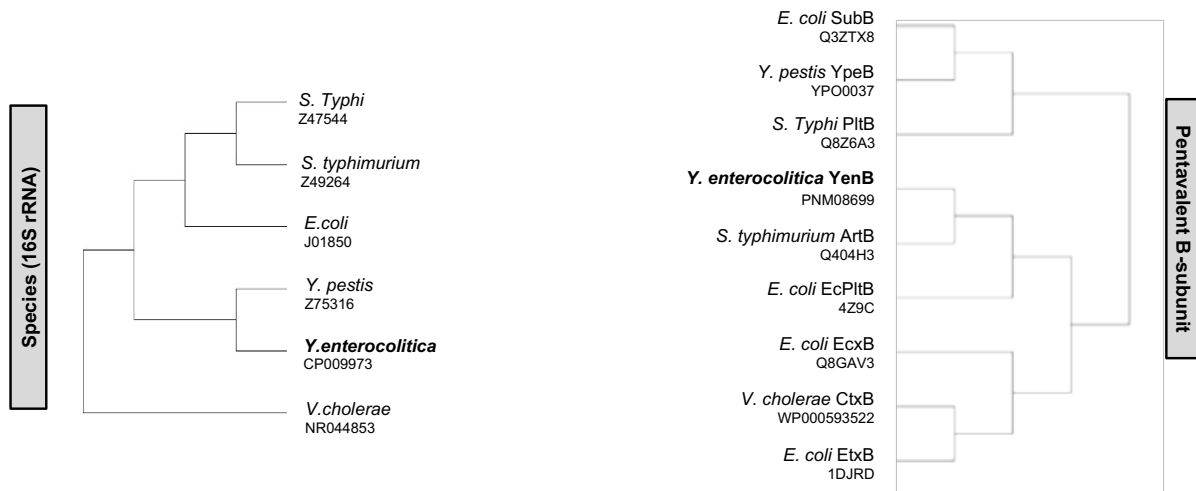 Species (16S rRNA)
S. Typhi
Z47544
S. typhimurium
Z49264
E.coli
J01850
Y. pestis
Z75316
Y.enterocolitica
CP009973
V.cholerae
NR044853
E. coli SubB
Q3ZTX8
Y. pestis YpeB
YPO0037
S. Typhi PltB
Q8Z6A3
Y. enterocolitica YenB
PNM08699
S. typhimurium ArtB
Q404H3
E. coli EcPltB
4Z9C
E. coli EcxB
Q8GAV3
V. cholerae CtxB
WP000593522
E. coli EtxB
1DJRD
Pentavalent B-subunit